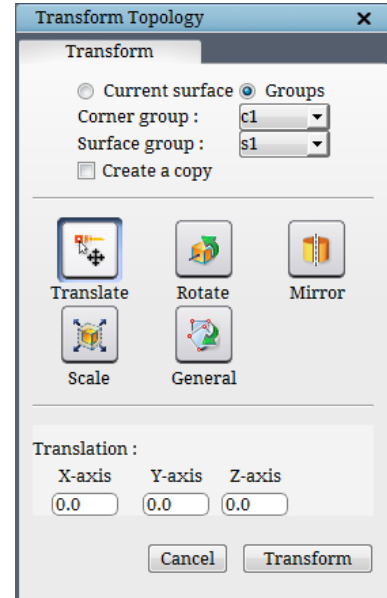 Transform Topology
Transform
Current surface Groups
Corner group : c1
Surface group : s1
Create a copy
Translate Rotate Mirror
Scale General
Translation :
X-axis Y-axis Z-axis
0.0 0.0 0.0
Cancel Transform